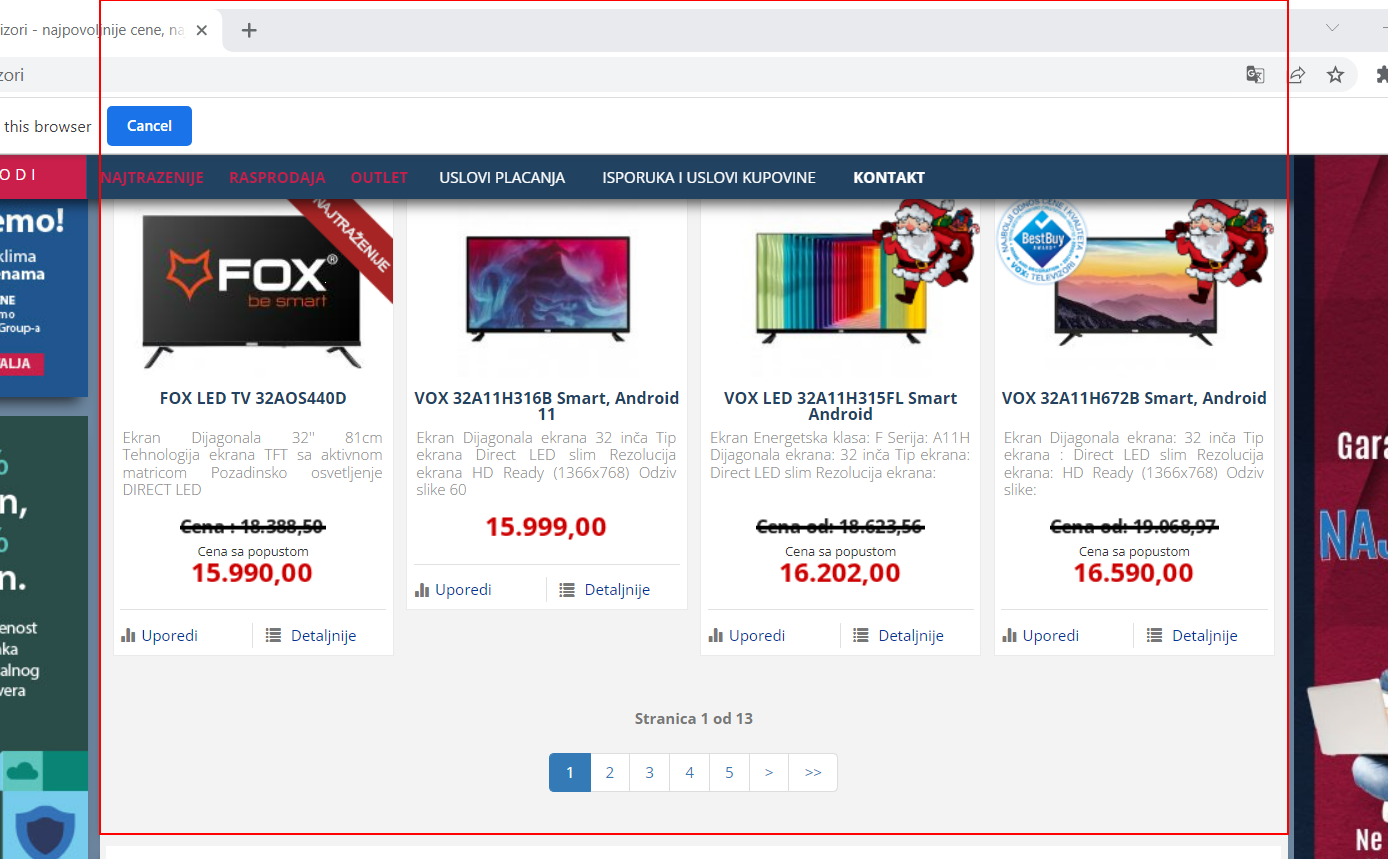 izori - najpovoljnije cene, na
zori
this browser
Cancel
O D I
NAJTRAZENIJE RASPRODAJA OUTLET USLOVI PLACANJA ISPORUKA I USLOVI KUPOVINE KONTAKT
emo!
klima
enama
NE
mo
Group-a
ALJA
%
n,
%
n.
enost
ka
alnog
vera
NAJTRAŽENIJE
FOX®
be smart
FOX LED TV 32AOS440D
Ekran Dijagonala 32" 81cm
Tehnologija ekrana TFT sa aktivnom
matricom Pozadinsko osvetljenje
DIRECT LED
Cena : 18.388,50
Cena sa popustom
15.990,00
Uporedi
Detaljnije
VOX 32A11H316B Smart, Android
11
Ekran Dijagonala ekrana 32 inča Tip
ekrana Direct LED slim Rezolucija
ekrana HD Ready (1366x768) Odziv
slike 60
15.999,00
Uporedi
Detaljnije
VOX LED 32A11H315FL Smart
Android
Ekran Energetska klasa: F Serija: A11H
Dijagonala ekrana: 32 inča Tip ekrana:
Direct LED slim Rezolucija ekrana:
Cena od: 18.623,56
Cena sa popustom
16.202,00
Uporedi
Detaljnije
NAJBOLJI ODNOS CENE I KVALITETA
BestBuy
AWARD
VOX: TELEVIZORI
VOX 32A11H672B Smart, Android
Ekran Dijagonala ekrana: 32 inča Tip
ekrana : Direct LED slim Rezolucija
ekrana: HD Ready (1366x768) Odziv
slike:
Cena od: 19.068,97
Cena sa popustom
16.590,00
Uporedi
Detaljnije
Stranica 1 od 13
1 2 3 4 5 > >>
Gara
NAJ
Ne